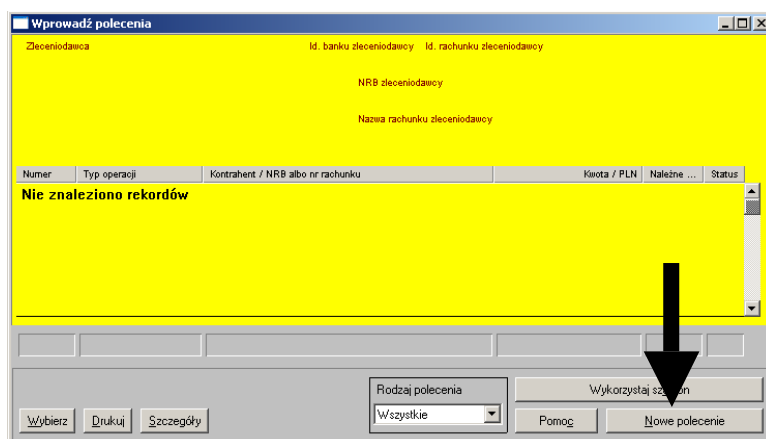 Wprowadź polecenia
Zleceniodawca Id. banku zleceniodawcy Id. rachunku zleceniodawcy
NRB zleceniodawcy
Nazwa rachunku zleceniodawcy
Numer Typ operacji Kontrahent / NRB albo nr rachunku Kwota / PLN Należne ... Status
Nie znaleziono rekordów
Rodzaj polecenia Wykorzystaj
Wybierz Drukuj Szczegóły Wszystkie Pomoc Nowe polecenie